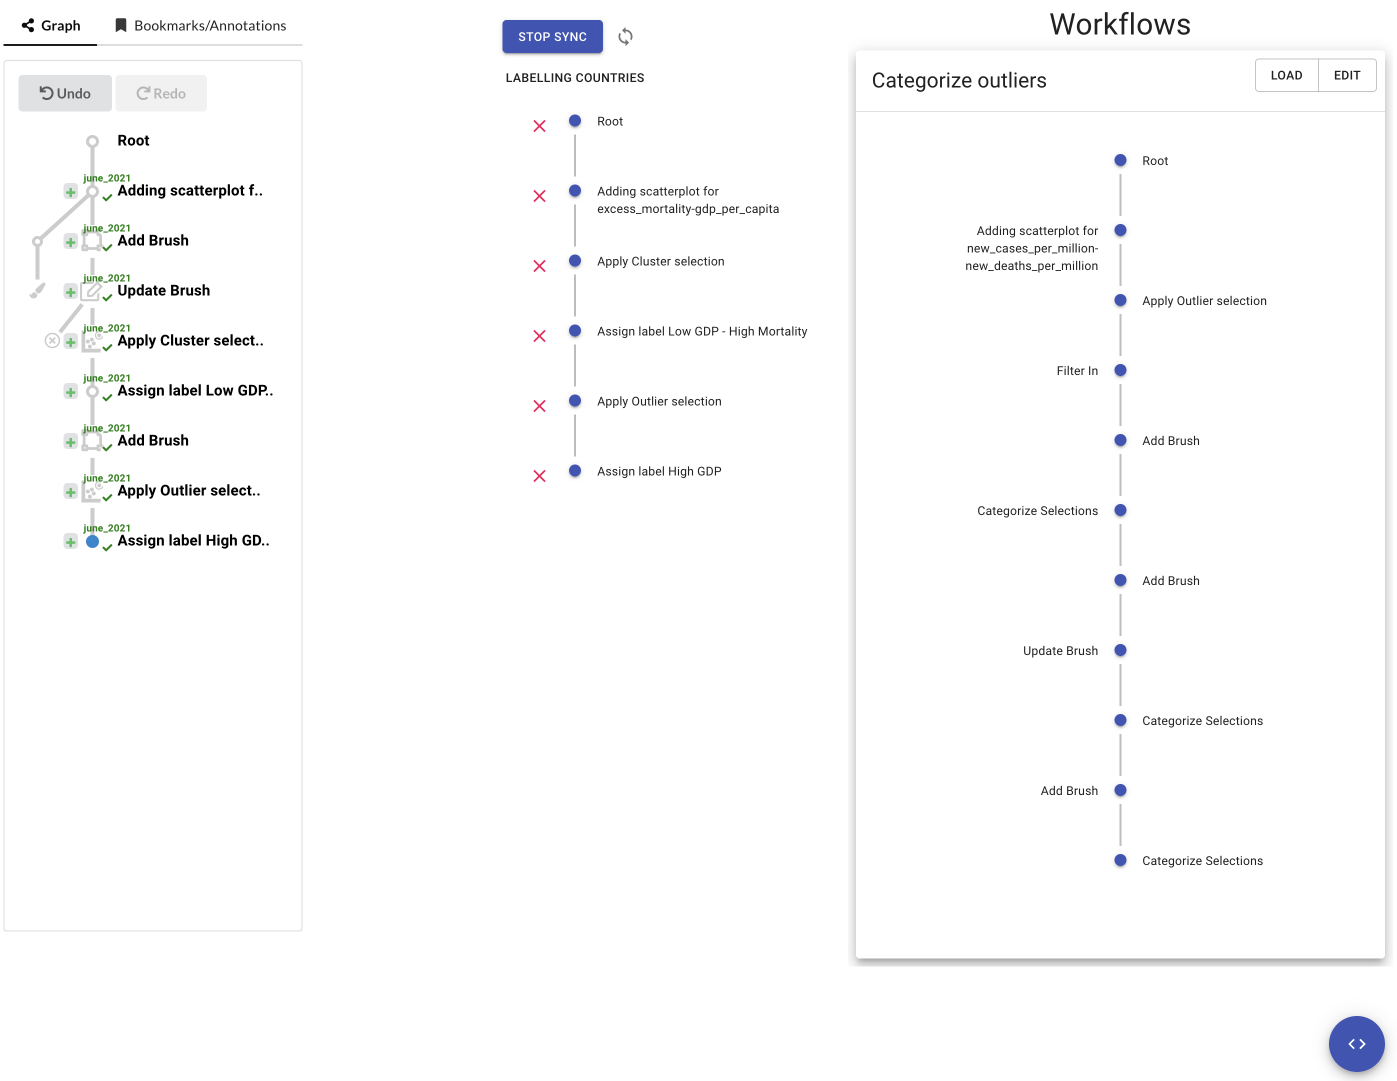 Graph
Bookmarks/Annotations
Undo
Redo
Root
june_2021
Adding scatterplot f..
june_2021
Add Brush
june_2021
Update Brush
june_2021
Apply Cluster select..
june_2021
Assign label Low GDP..
june_2021
Add Brush
june_2021
Apply Outlier select..
june_2021
Assign label High GD..
STOP SYNC
LABELLING COUNTRIES
Root
Adding scatterplot for
excess_mortality-gdp_per_capita
Apply Cluster selection
Assign label Low GDP - High Mortality
Apply Outlier selection
Assign label High GDP
Workflows
Categorize outliers
LOAD
EDIT
Root
Adding scatterplot for
new_cases_per_million-
new_deaths_per_million
Apply Outlier selection
Filter In
Add Brush
Categorize Selections
Add Brush
Update Brush
Categorize Selections
Add Brush
Categorize Selections